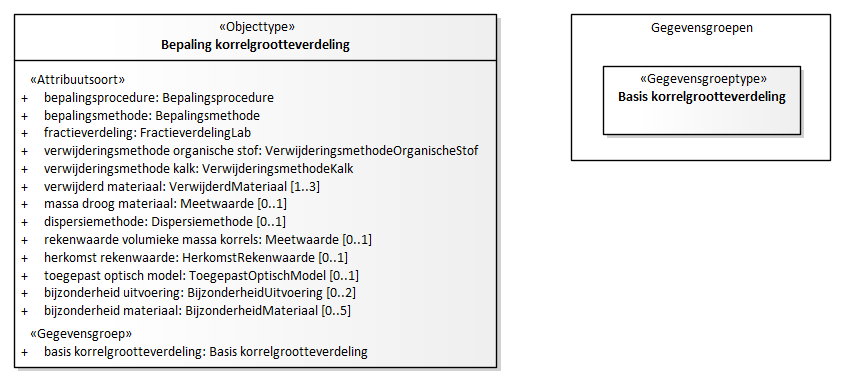 «Objecttype»
Bepaling korrelgrootteverdeling
«Attribuutsoort»
+ bepalingsprocedure: Bepalingsprocedure
+ bepalingsmethode: Bepalingsmethode
+ fractieverdeling: FractieverdelingLab
+ verwijderingsmethode organische stof: VerwijderingsmethodeOrganischeStof
+ verwijderingsmethode kalk: VerwijderingsmethodeKalk
+ verwijderd materiaal: VerwijderdMateriaal [1..3]
+ massa droog materiaal: Meetwaarde [0..1]
+ dispersiemethode: Dispersiemethode [0..1]
+ rekenwaarde volumieke massa korrels: Meetwaarde [0..1]
+ herkomst rekenwaarde: HerkomstRekenwaarde [0..1]
+ toegepast optisch model: ToegepastOptischModel [0..1]
+ bijzonderheid uitvoering: BijzonderheidUitvoering [0..2]
+ bijzonderheid materiaal: BijzonderheidMateriaal [0..5]
«Gegevensgroep»
+ basis korrelgrootteverdeling: Basis korrelgrootteverdeling
Gegevensgroepen
«Gegevensgroeptype»
Basis korrelgrootteverdeling